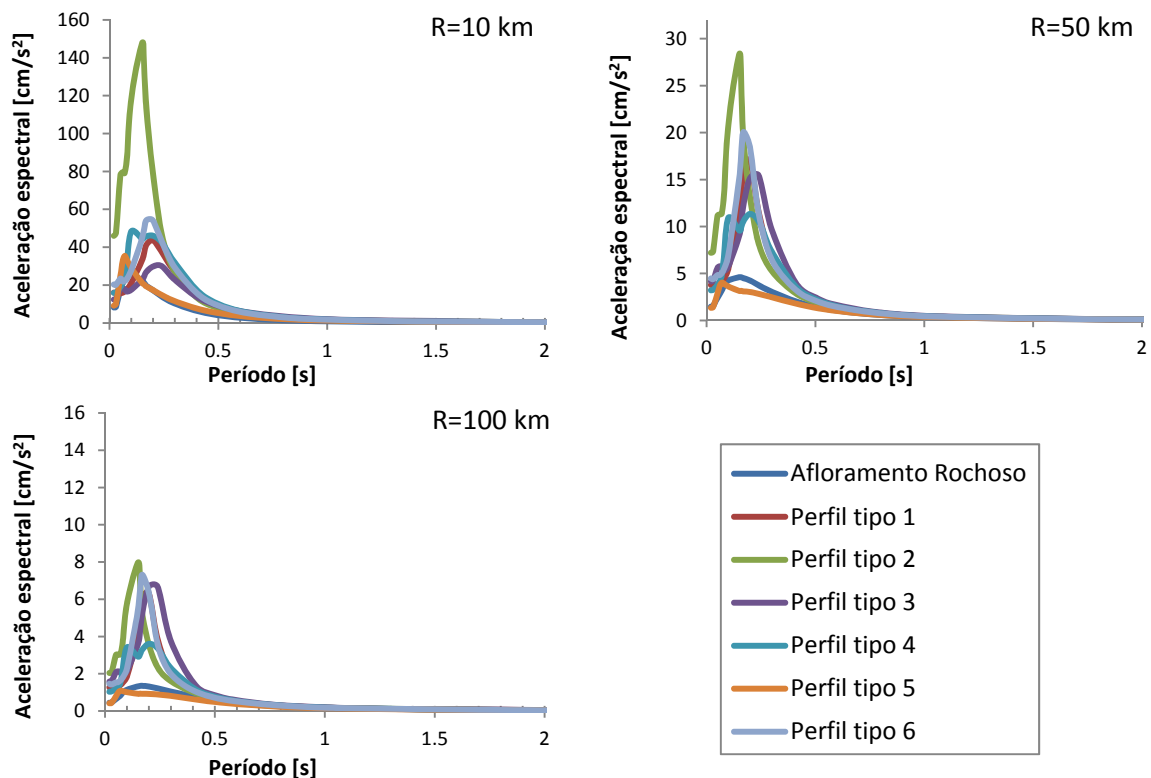 R=10 km
Aceleração espectral [cm/s²]
160
140
120
100
80
60
40
20
0
0 0.5 1 1.5 2
Período [s]
R=50 km
Aceleração espectral [cm/s²]
30
25
20
15
10
5
0
0 0.5 1 1.5 2
Período [s]
R=100 km
Aceleração espectral [cm/s²]
16
14
12
10
8
6
4
2
0
0 0.5 1 1.5 2
Período [s]
Afloramento Rochoso
Perfil tipo 1
Perfil tipo 2
Perfil tipo 3
Perfil tipo 4
Perfil tipo 5
Perfil tipo 6